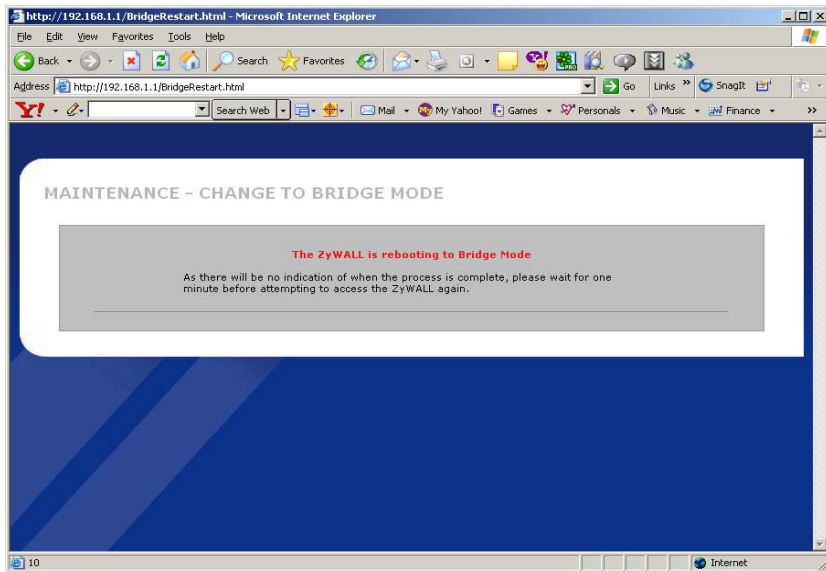 http://192.168.1.1/BridgeRestart.html - Microsoft Internet Explorer
File Edit View Favorites Tools Help
Back Search Favorites
Address http://192.168.1.1/BridgeRestart.html Go Links » SnagIt
Y! Search Web Mail My Yahoo! Games Personals Music Finance »
MAINTENANCE - CHANGE TO BRIDGE MODE
The ZyWALL is rebooting to Bridge Mode
As there will be no indication of when the process is complete, please wait for one
minute before attempting to access the ZyWALL again.
10 Internet